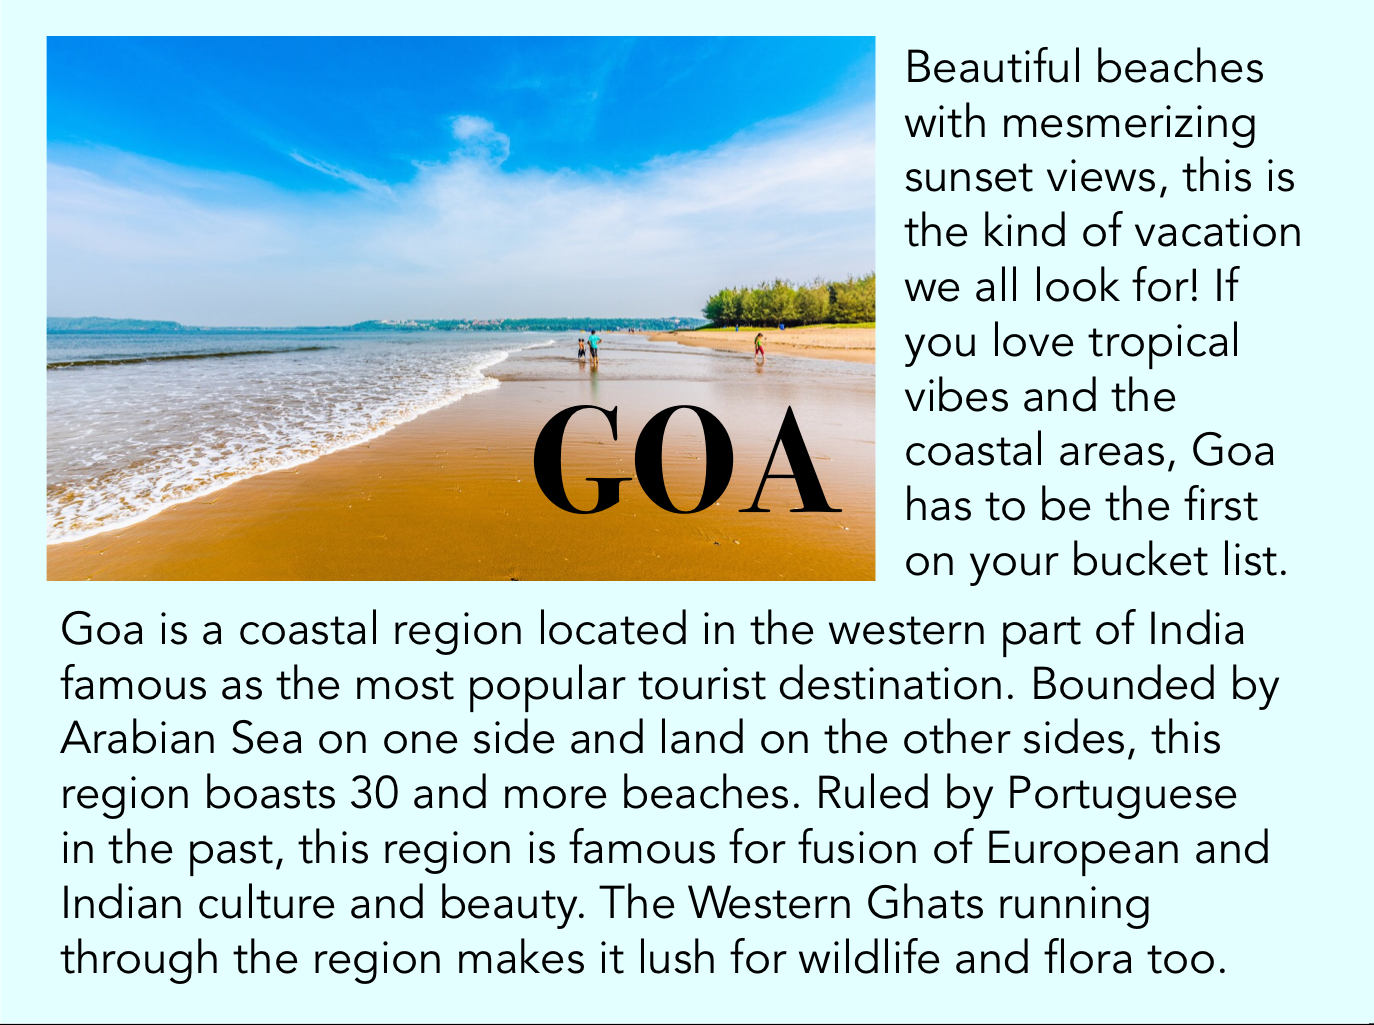 GOA
Beautiful beaches
with mesmerizing
sunset views, this is
the kind of vacation
we all look for! If
you love tropical
vibes and the
coastal areas, Goa
has to be the first
on your bucket list.
Goa is a coastal region located in the western part of India
famous as the most popular tourist destination. Bounded by
Arabian Sea on one side and land on the other sides, this
region boasts 30 and more beaches. Ruled by Portuguese
in the past, this region is famous for fusion of European and
Indian culture and beauty. The Western Ghats running
through the region makes it lush for wildlife and flora too.